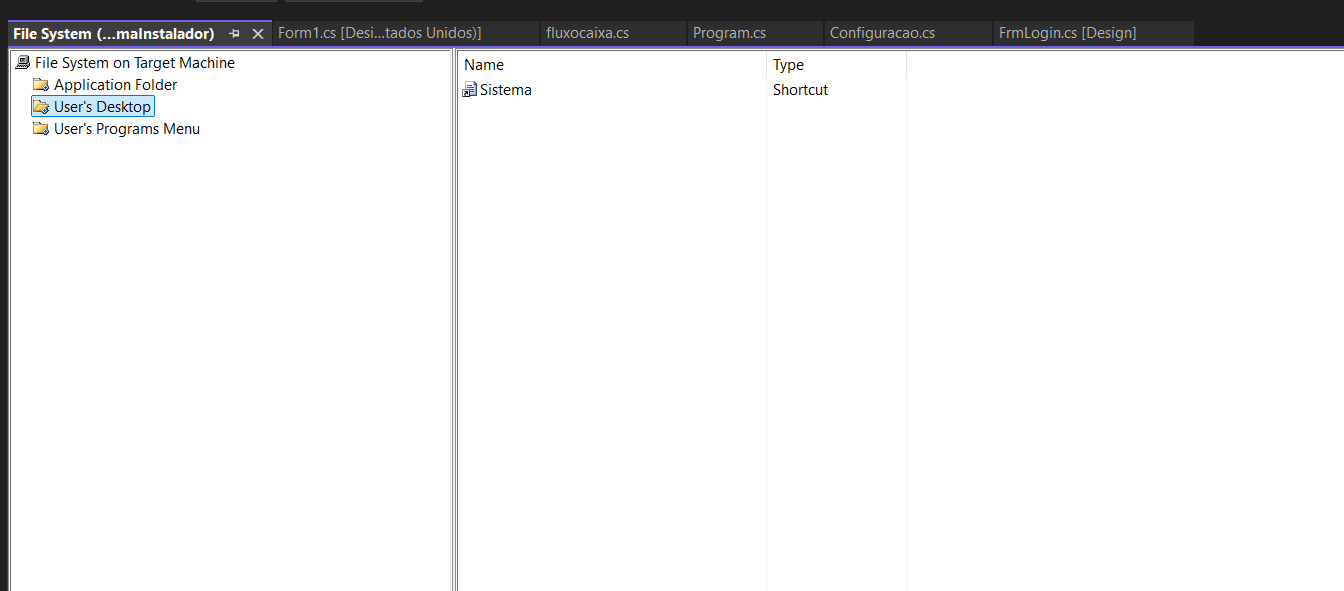 File System (...maInstalador)
Form1.cs [Desi...tados Unidos)]
fluxocaixa.cs
Program.cs
Configuracao.cs
FrmLogin.cs [Design]
File System on Target Machine
Application Folder
User's Desktop
User's Programs Menu
Name Type
Sistema Shortcut